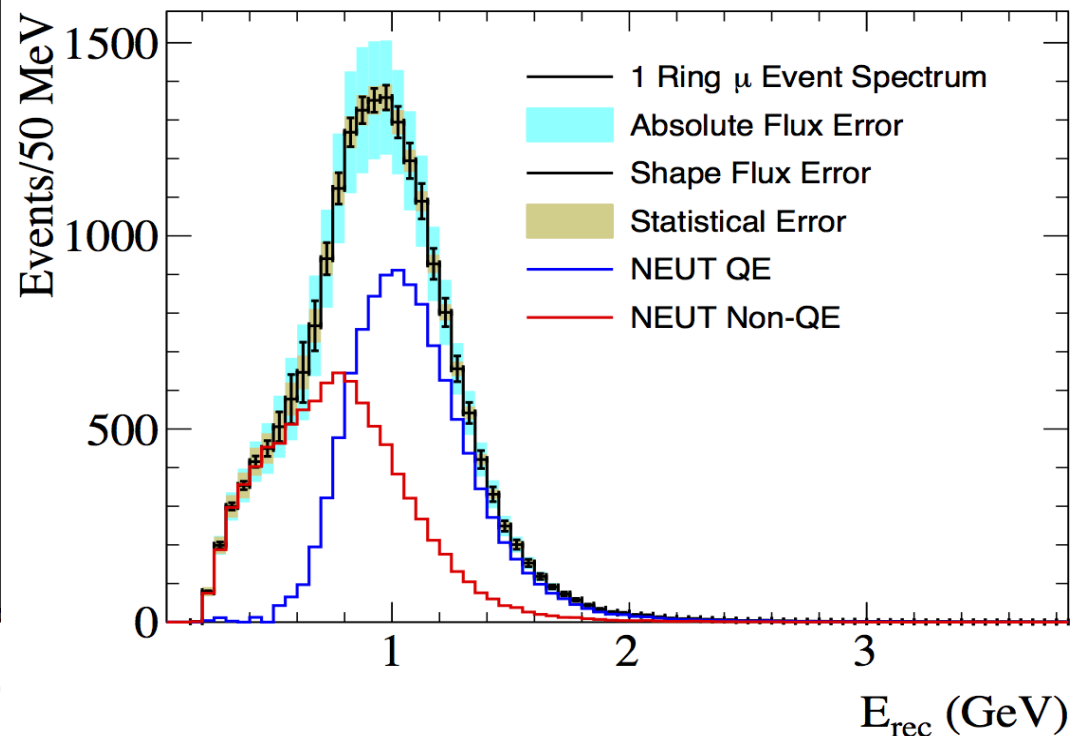 Events/50 MeV
1500
1000
500
0
1 Ring μ Event Spectrum
Absolute Flux Error
Shape Flux Error
Statistical Error
NEUT QE
NEUT Non-QE
1 2 3
E_rec (GeV)